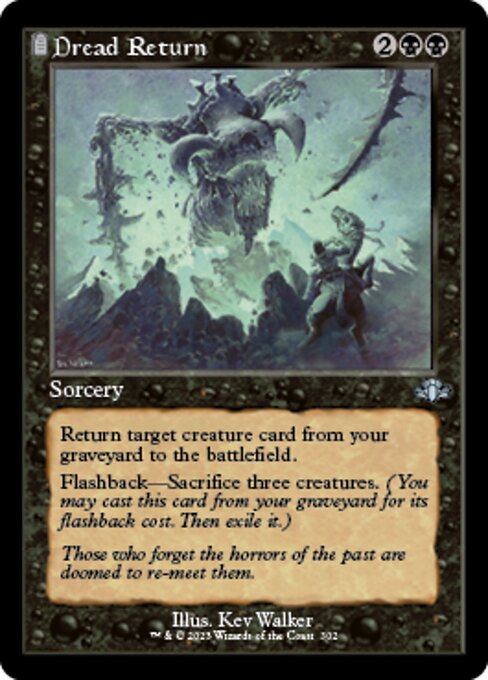 Dread Return 2
Sorcery
Return target creature card from your
graveyard to the battlefield.
Flashback—Sacrifice three creatures. (You
may cast this card from your graveyard for its
flashback cost. Then exile it.)
Those who forget the horrors of the past are
doomed to re-meet them.
Illus. Kev Walker
™ & © 2023 Wizards of the Coast 302